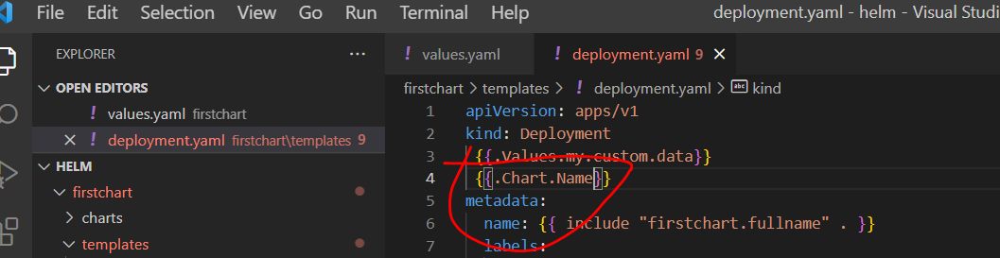 File Edit Selection View Go Run Terminal Help deployment.yaml - helm - Visual Studi
EXPLORER ...
values.yaml
deployment.yaml 9
OPEN EDITORS
values.yaml firstchart
deployment.yaml firstchart\templates 9
HELM
firstchart
charts
templates
firstchart > templates > ! deployment.yaml > abc kind
1 apiVersion: apps/v1
2 kind: Deployment
3 {{.Values.my.custom.data}}
4 {{.Chart.Name}}
5 metadata:
6 name: {{ include "firstchart.fullname" . }}
7 labels: